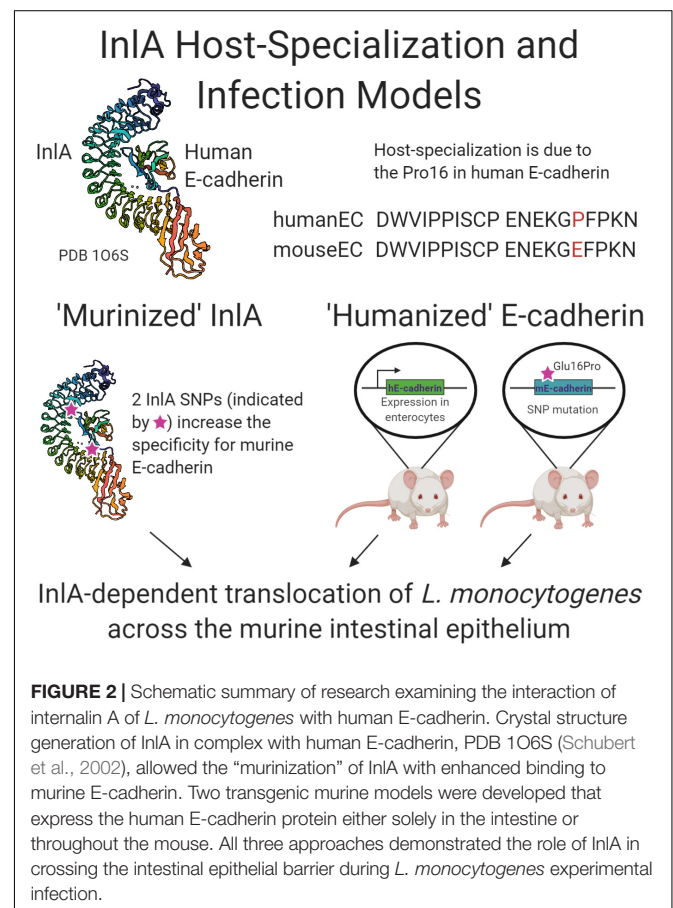 InlA Host-Specialization and
Infection Models
InlA
Human
E-cadherin
PDB 1O6S
Host-specialization is due to
the Pro16 in human E-cadherin
humanEC DWVIPPISCP ENEKGPFPKN
mouseEC DWVIPPISCP ENEKGEFPKN
'Murinized' InlA
2 InlA SNPs (indicated
by ★) increase the
specificity for murine
E-cadherin
'Humanized' E-cadherin
hE-cadherin
Expression in
enterocytes
Glu16Pro
mE-cadherin
SNP mutation
InlA-dependent translocation of L. monocytogenes
across the murine intestinal epithelium
FIGURE 2 | Schematic summary of research examining the interaction of
internalin A of L. monocytogenes with human E-cadherin. Crystal structure
generation of InlA in complex with human E-cadherin, PDB 1O6S (Schubert
et al., 2002), allowed the “murinization” of InlA with enhanced binding to
murine E-cadherin. Two transgenic murine models were developed that
express the human E-cadherin protein either solely in the intestine or
throughout the mouse. All three approaches demonstrated the role of InlA in
crossing the intestinal epithelial barrier during L. monocytogenes experimental
infection.